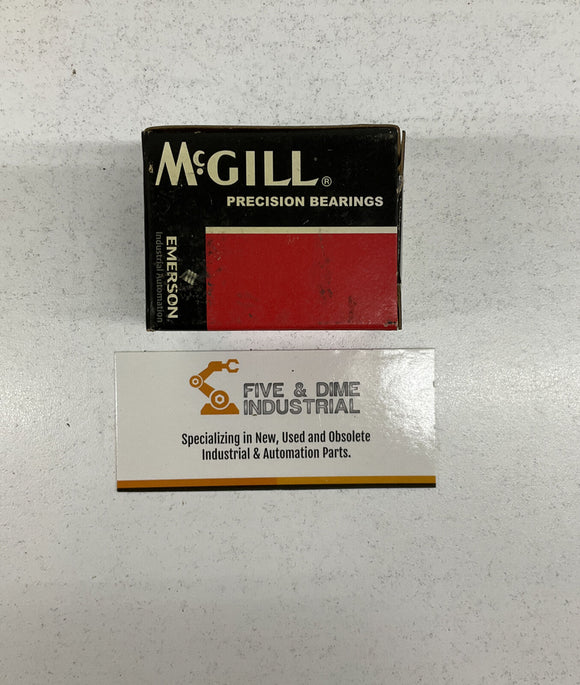 McGILL®
PRECISION BEARINGS
EMERSON
Industrial Automation
FIVE & DIME
INDUSTRIAL
Specializing in New, Used and Obsolete
Industrial & Automation Parts.